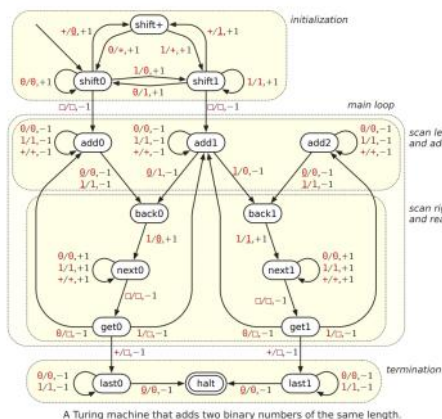 initialization
shift+
+/0,+1
+/1,+1
0/+,+1
1/+,+1
0/0,+1
shift0
1/0,+1
0/1,+1
shift1
1/1,+1
□/□,-1
□/□,-1
main loop
0/0,-1
1/1,-1
+/+,-1
add0
0/0,-1
1/1,-1
+/+,-1
add1
add2
0/0,-1
1/1,-1
+/+,-1
scan le
and ad
0/0,-1
1/1,-1
0/1,-1
1/0,-1
0/0,-1
1/1,-1
scan rig
and rea
back0
back1
1/0,+1
1/1,+1
0/0,+1
1/1,+1
+/+,+1
next0
next1
0/0,+1
1/1,+1
+/+,+1
□/□,-1
□/□,-1
get0
get1
0/□,-1
1/□,-1
0/□,-1
1/□,-1
+/□,-1
+/□,-1
termination
0/0,-1
1/1,-1
last0
0/0,-1
halt
0/0,-1
last1
0/0,-1
1/1,-1
A Turing machine that adds two binary numbers of the same length.